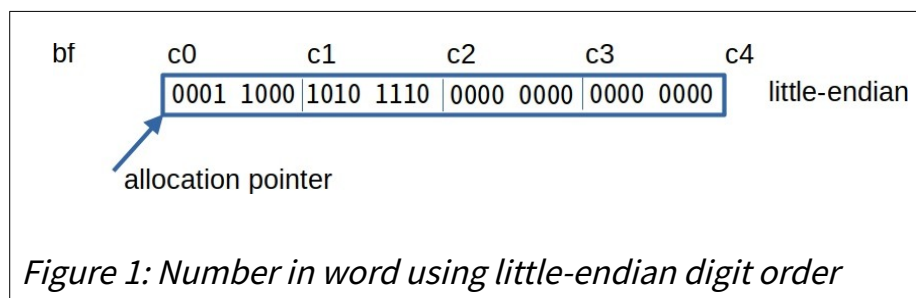 bf c0 c1 c2 c3 c4
0001 1000 1010 1110 0000 0000 0000 0000 little-endian
allocation pointer
Figure 1: Number in word using little-endian digit order